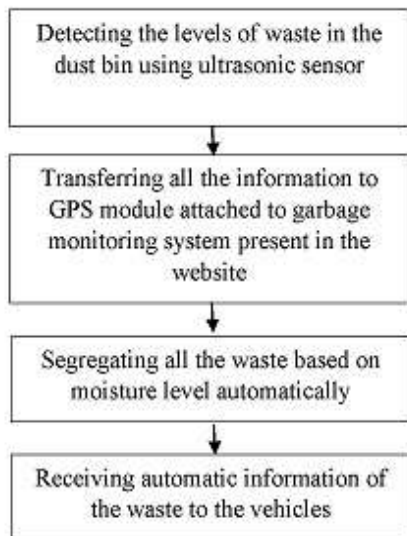 Detecting the levels of waste in the
dust bin using ultrasonic sensor
Transferring all the information to
GPS module attached to garbage
monitoring system present in the
website
Segregating all the waste based on
moisture level automatically
Receiving automatic information of
the waste to the vehicles